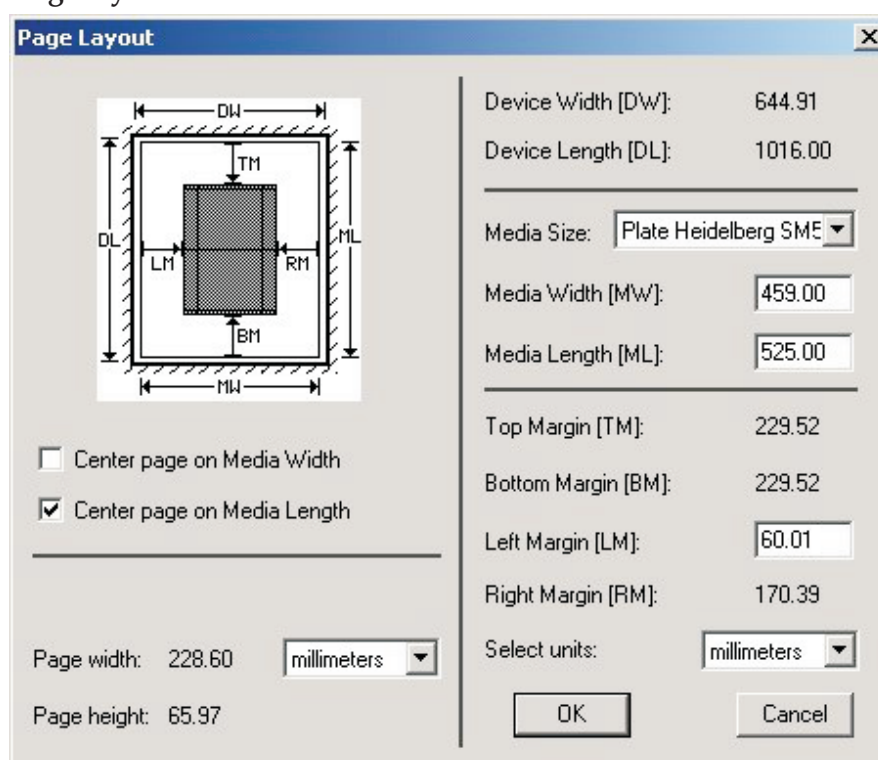 Page Layout
DW
TM
DL
ML
LM
RM
BM
MW
Center page on Media Width
Center page on Media Length
Page width: 228.60 millimeters
Page height: 65.97
Device Width [DW]: 644.91
Device Length [DL]: 1016.00
Media Size: Plate Heidelberg SM5
Media Width [MW]: 459.00
Media Length [ML]: 525.00
Top Margin [TM]: 229.52
Bottom Margin [BM]: 229.52
Left Margin [LM]: 60.01
Right Margin [RM]: 170.39
Select units: millimeters
OK Cancel